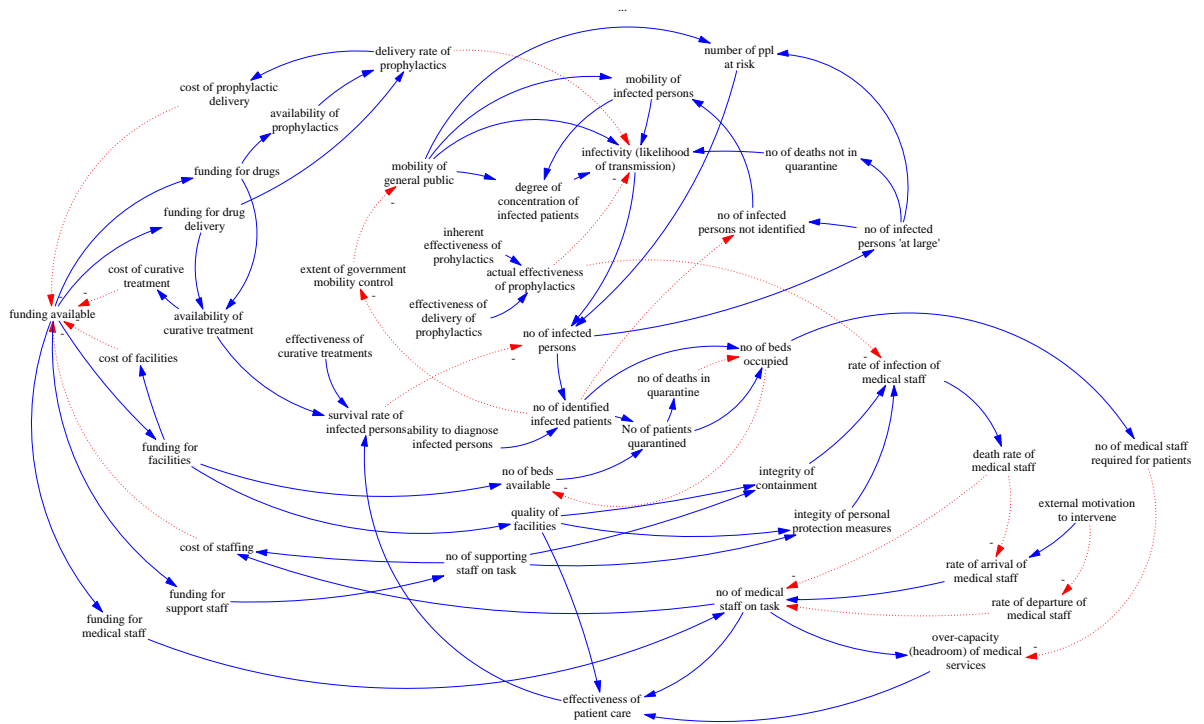 ...
delivery rate of
prophylactics
number of ppl
at risk
cost of prophylactic
delivery
mobility of
infected persons
availability of
prophylactics
funding for drugs
mobility of
general public
infectivity (likelihood
of transmission)
-
no of deaths not in
quarantine
degree of
concentration of
infected patients
funding for drug
delivery
-
no of infected
persons not identified
-
no of infected
persons 'at large'
inherent
effectiveness of
prohylactics
cost of curative
treatment
extent of government
mobility control
-
actual effectiveness
of prophylactics
-
-
-
funding available
-
-
availability of
curative treatment
effectiveness of
delivery of
prophylactics
effectiveness of
curative treatments
no of infected
persons
-
cost of facilities
no of beds
occupied
-
-
rate of infection of
medical staff
no of deaths in
quarantine
survival rate of
infected persons
ability to diagnose
infected persons
no of identified
infected patients
No of patients
quarantined
funding for
facilities
no of beds
available
-
integrity of
containment
death rate of
medical staff
no of medical staff
required for patients
quality of
facilities
integity of personal
protection measures
external motivation
to intervene
cost of staffing
no of supporting
staff on task
-
rate of arrival of
medical staff
funding for
support staff
-
no of medical
staff on task
-
rate of departure of
medical staff
funding for
medical staff
over-capacity
(headroom) of medical
services
-
effectiveness of
patient care